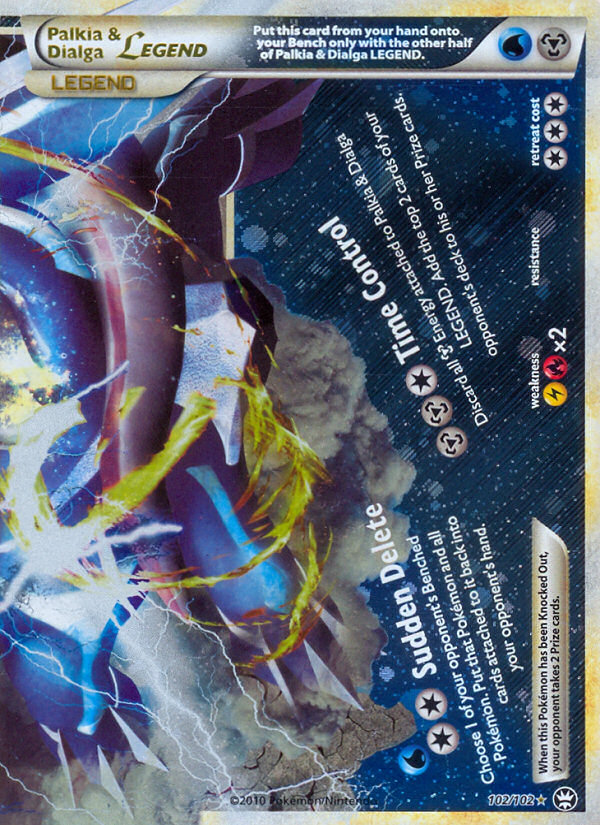 Palkia &
Dialga LEGEND
LEGEND
Put this card from your hand onto
your Bench only with the other half
of Palkia & Dialga LEGEND.
Sudden Delete
Choose 1 of your opponent's Benched
Pokémon. Put that Pokémon and all
cards attached to it back into
your opponent's hand.
Time Control
Discard all Energy attached to Palkia & Dialga
LEGEND. Add the top 2 cards of your
opponent's deck to his or her Prize cards.
weakness
x2
resistance
retreat cost
When this Pokémon has been Knocked Out,
your opponent takes 2 Prize cards.
©2010 Pokémon/Nintendo
102/102